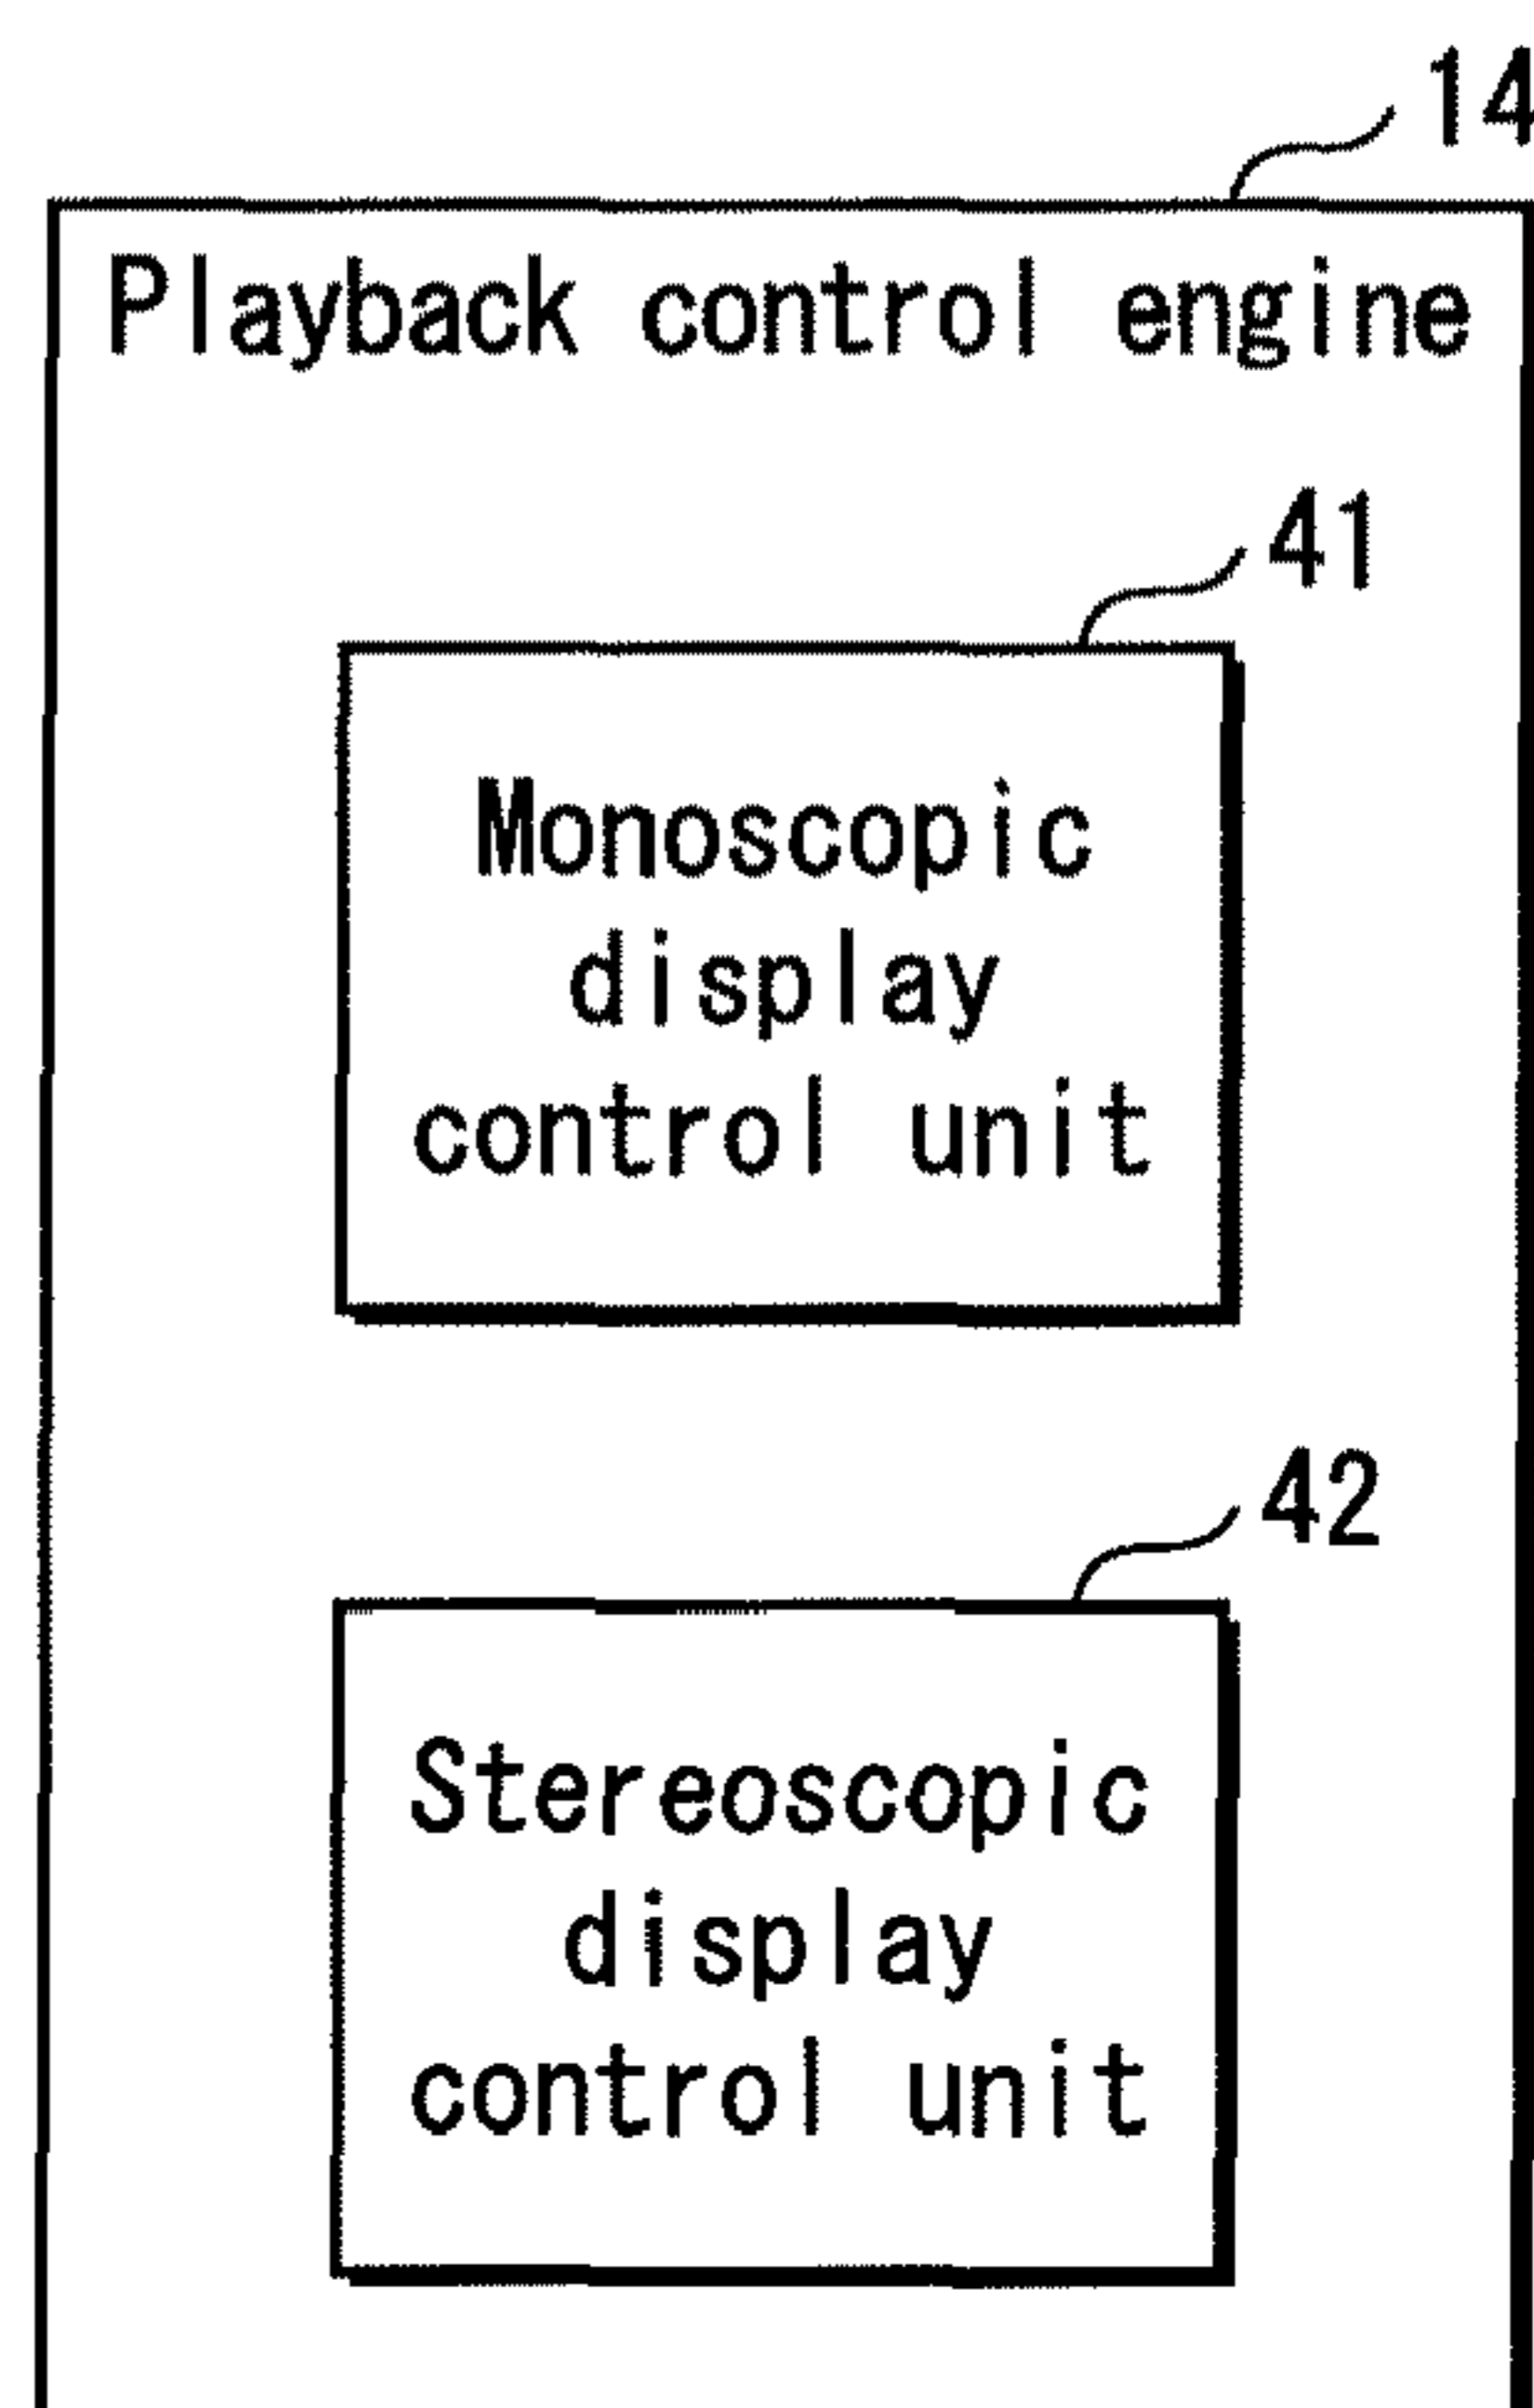 14
Playback control engine
41
Monoscopic
display
control unit
42
Stereoscopic
display
control unit